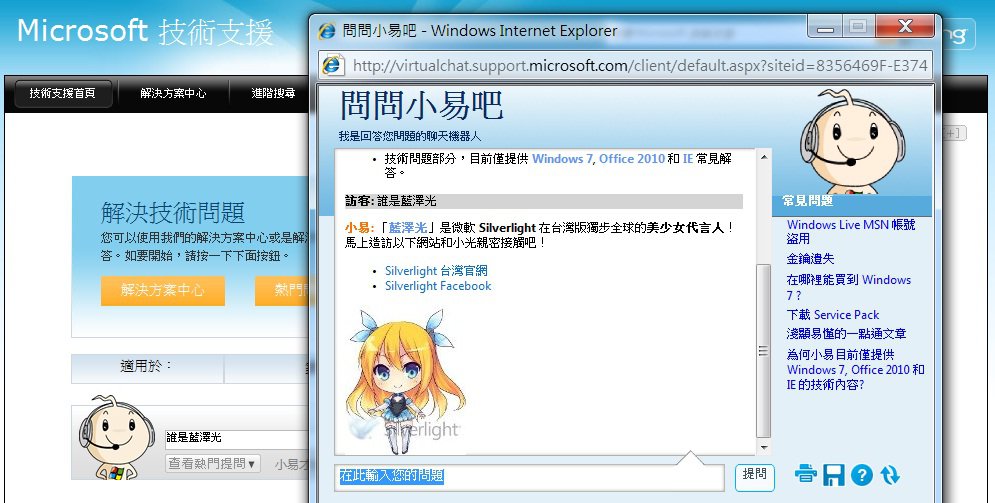 Microsoft 技術支援
技術支援首頁
解決方案中心
進階搜尋
解決技術問題
您可以使用我們的解決方案中心或是解
答。如要開始，請按一下下面按鈕。
解決方案中心
熱門
適用於：
誰是藍澤光
查看熱門提問▼
小易才
問問小易吧 - Windows Internet Explorer
http://virtualchat.support.microsoft.com/client/default.aspx?siteid=8356469F-E374
問問小易吧
我是回答您問題的聊天機器人
• 技術問題部分，目前僅提供 Windows 7, Office 2010 和 IE 常見解
答。
訪客: 誰是藍澤光
小易:「藍澤光」是微軟 Silverlight 在台灣版獨步全球的美少女代言人！
馬上造訪以下網站和小光親密接觸吧！
• Silverlight 台灣官網
• Silverlight Facebook
Silverlight
在此輸入您的問題
提問
[+]
常見問題
Windows Live MSN 帳號
盜用
金鑰遺失
在哪裡能買到 Windows
7 ?
下載 Service Pack
淺顯易懂的一點通文章
為何小易目前僅提供
Windows 7, Office 2010 和
IE 的技術內容?